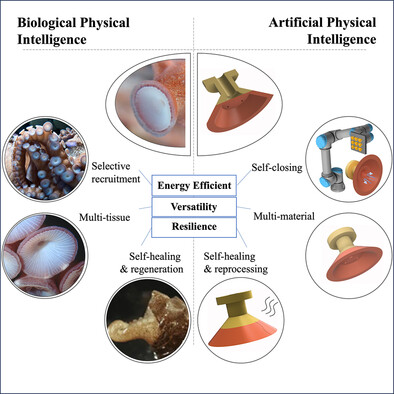 Biological Physical
Intelligence
Artificial Physical
Intelligence
Selective
recruitment
Self-closing
Energy Efficient
Multi-tissue
Versatility
Multi-material
Resilience
Self-healing
& regeneration
Self-healing
& reprocessing